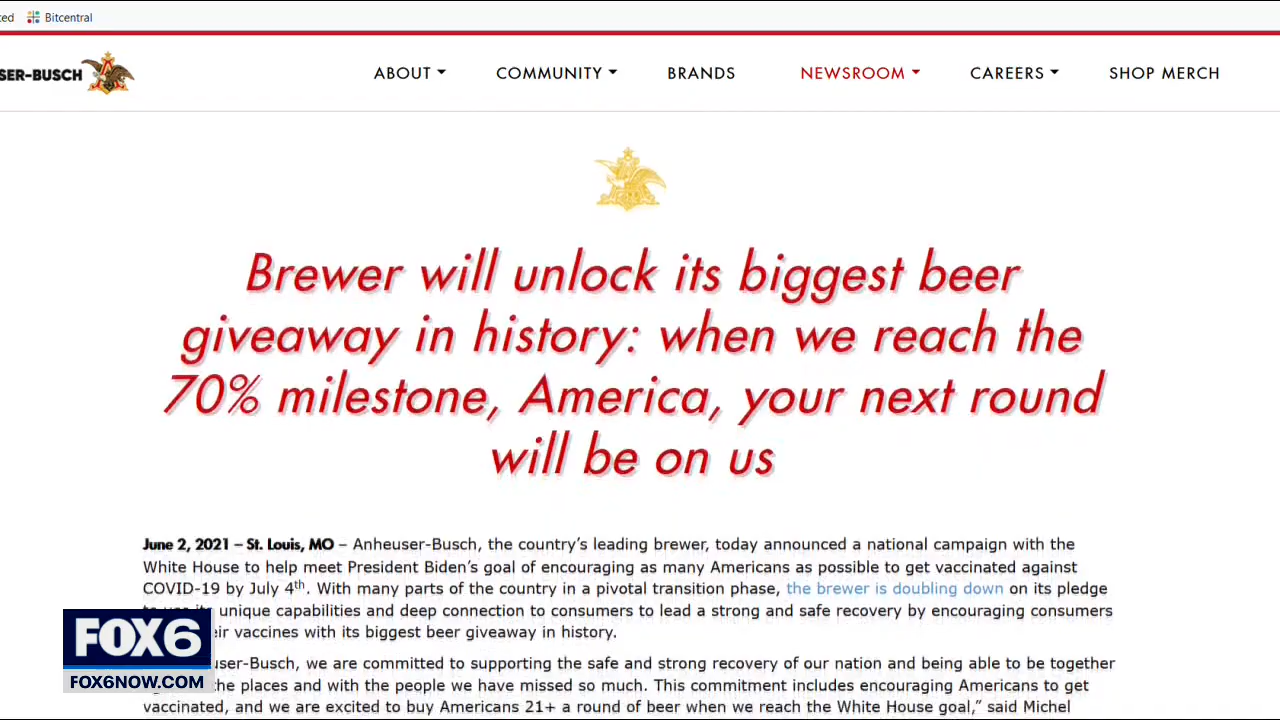 ted Bitcentral
SER-BUSCH
ABOUT COMMUNITY BRANDS NEWSROOM CAREERS SHOP MERCH
Brewer will unlock its biggest beer
giveaway in history: when we reach the
70% milestone, America, your next round
will be on us
June 2, 2021 – St. Louis, MO – Anheuser-Busch, the country's leading brewer, today announced a national campaign with the
White House to help meet President Biden's goal of encouraging as many Americans as possible to get vaccinated against
COVID-19 by July 4th. With many parts of the country in a pivotal transition phase, the brewer is doubling down on its pledge
to use its unique capabilities and deep connection to consumers to lead a strong and safe recovery by encouraging consumers
eir vaccines with its biggest beer giveaway in history.
user-Busch, we are committed to supporting the safe and strong recovery of our nation and being able to be together
the places and with the people we have missed so much. This commitment includes encouraging Americans to get
vaccinated, and we are excited to buy Americans 21+ a round of beer when we reach the White House goal,” said Michel
FOX6
FOX6NOW.COM